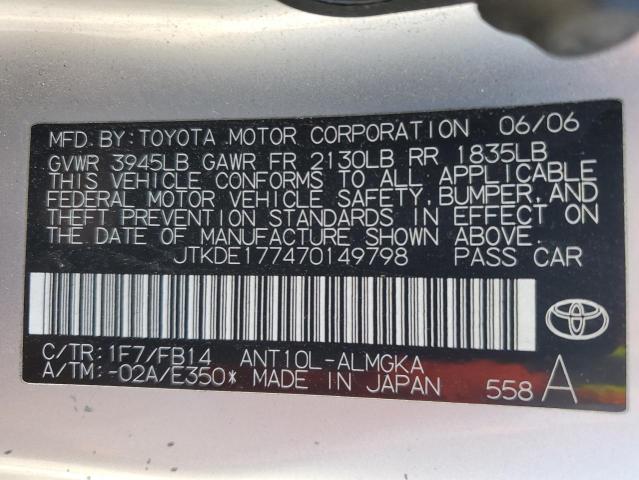 MFD.BY:TOYOTA MOTOR CORPORATION 06/06
GVWR 3945LB GAWR FR 2130LB RR 1835LB
THIS VEHICLE CONFORMS TO ALL APPLICABLE
FEDERAL MOTOR VEHICLE SAFETY,BUMPER,AND
THEFT PREVENTION STANDARDS IN EFFECT ON
THE DATE OF MANUFACTURE SHOWN ABOVE.
JTKDE177470149798 PASS CAR
C/TR:1F7/FB14 ANT10L-ALMGKA
A/TM:-02A/E350* MADE IN JAPAN 558 A